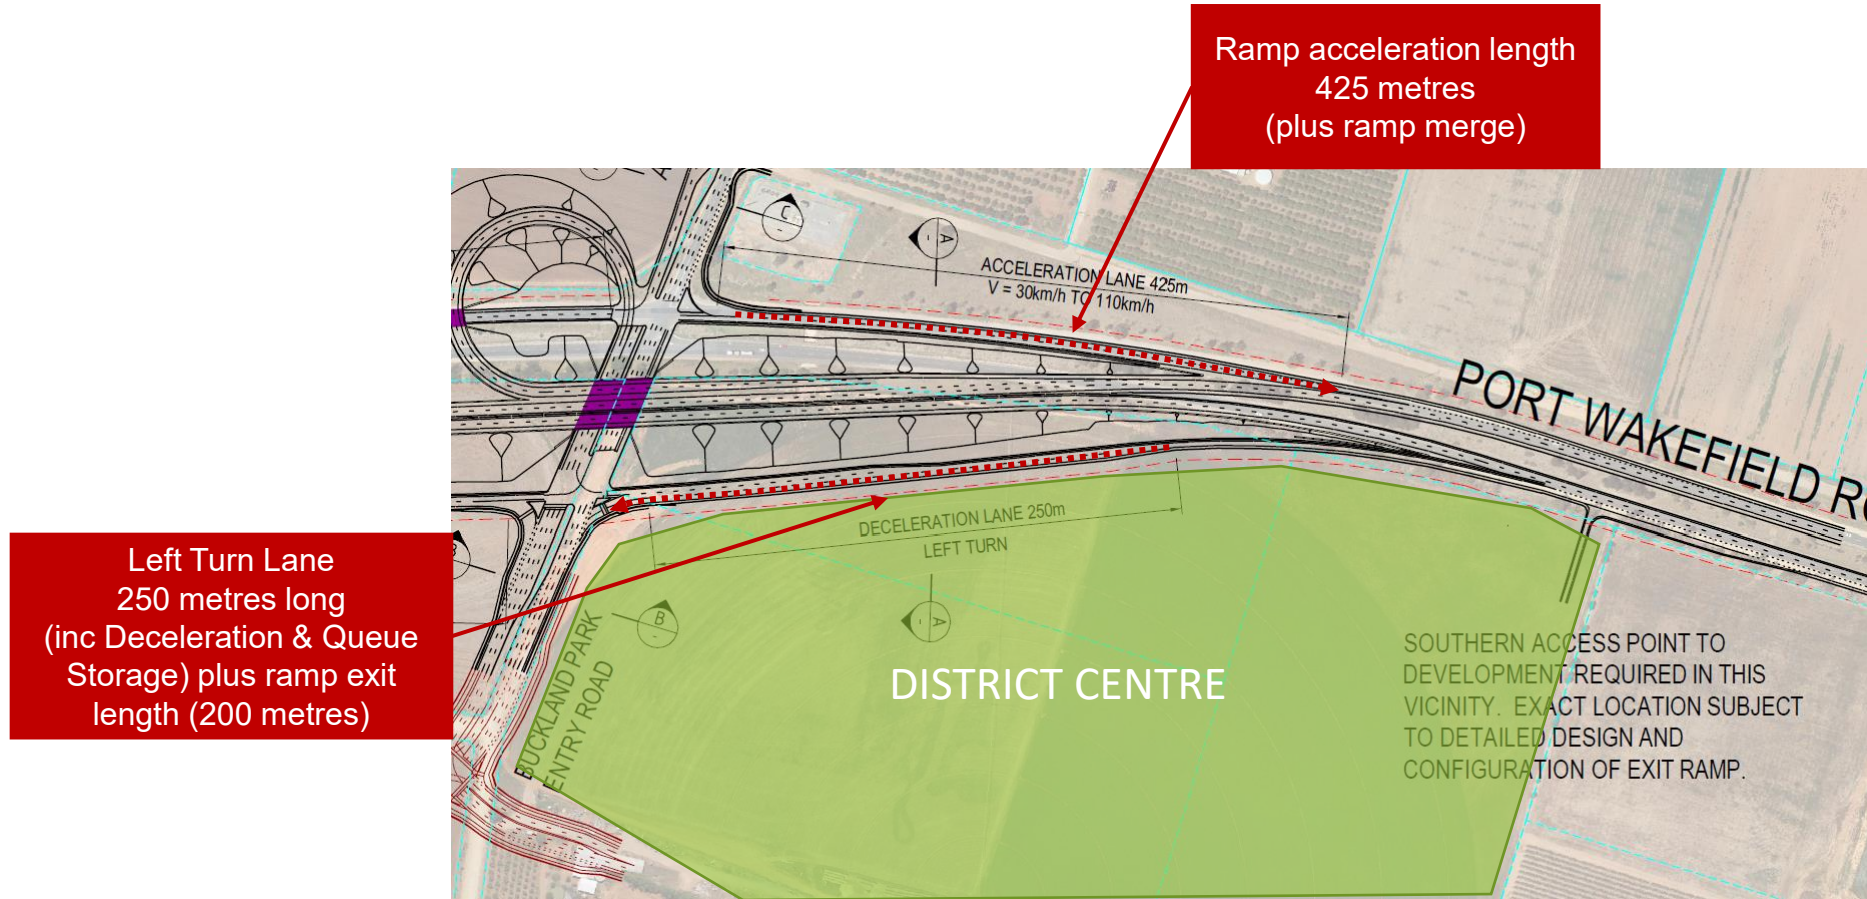 Ramp acceleration length
425 metres
(plus ramp merge)
C
-
A
-
ACCELERATION LANE 425m
V = 30km/h TO 110km/h
PORT WAKEFIELD
DECELERATION LANE 250m
LEFT TURN
Left Turn Lane
250 metres long
(inc Deceleration & Queue
Storage) plus ramp exit
length (200 metres)
B
B
-
A
-
BUCKLAND PARK
ENTRY ROAD
DISTRICT CENTRE
SOUTHERN ACCESS POINT TO
DEVELOPMENT REQUIRED IN THIS
VICINITY. EXACT LOCATION SUBJECT
TO DETAILED DESIGN AND
CONFIGURATION OF EXIT RAMP.